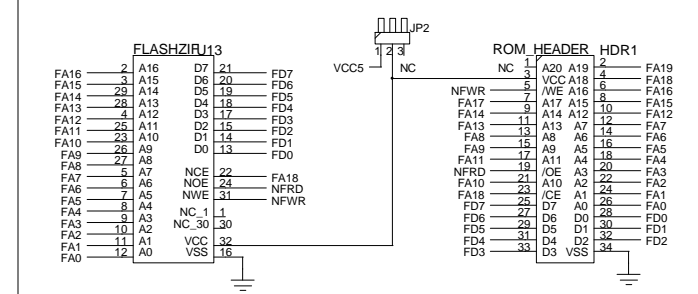 JP2
1 2 3
VCC5 NC
FLASHZIP U13
FA16 2 A16 D7 21 FD7
FA15 3 A15 D6 20 FD6
FA14 29 A14 D5 19 FD5
FA13 28 A13 D4 18 FD4
FA12 4 A12 D3 17 FD3
FA11 25 A11 D2 15 FD2
FA10 23 A10 D1 14 FD1
FA9 26 A9 D0 13 FD0
FA8 27 A8
FA7 5 A7 NCE 22 FA18
FA6 6 A6 NOE 24 NFRD
FA5 7 A5 NWE 31 NFWR
FA4 8 A4
FA3 9 A3 NC_1 1
FA2 10 A2 NC_30 30
FA1 11 A1 VCC 32
FA0 12 A0 VSS 16
ROM_HEADER HDR1
NC 1 A20 A19 2 FA19
3 VCC A18 4 FA18
NFWR 5 /WE A16 6 FA16
FA17 7 A17 A15 8 FA15
FA14 9 A14 A12 10 FA12
FA13 11 A13 A7 12 FA7
FA8 13 A8 A6 14 FA6
FA9 15 A9 A5 16 FA5
FA11 17 A11 A4 18 FA4
NFRD 19 /OE A3 20 FA3
FA10 21 A10 A2 22 FA2
FA18 23 /CE A1 24 FA1
FD7 25 D7 A0 26 FA0
FD6 27 D6 D0 28 FD0
FD5 29 D5 D1 30 FD1
FD4 31 D4 D2 32 FD2
FD3 33 D3 VSS 34